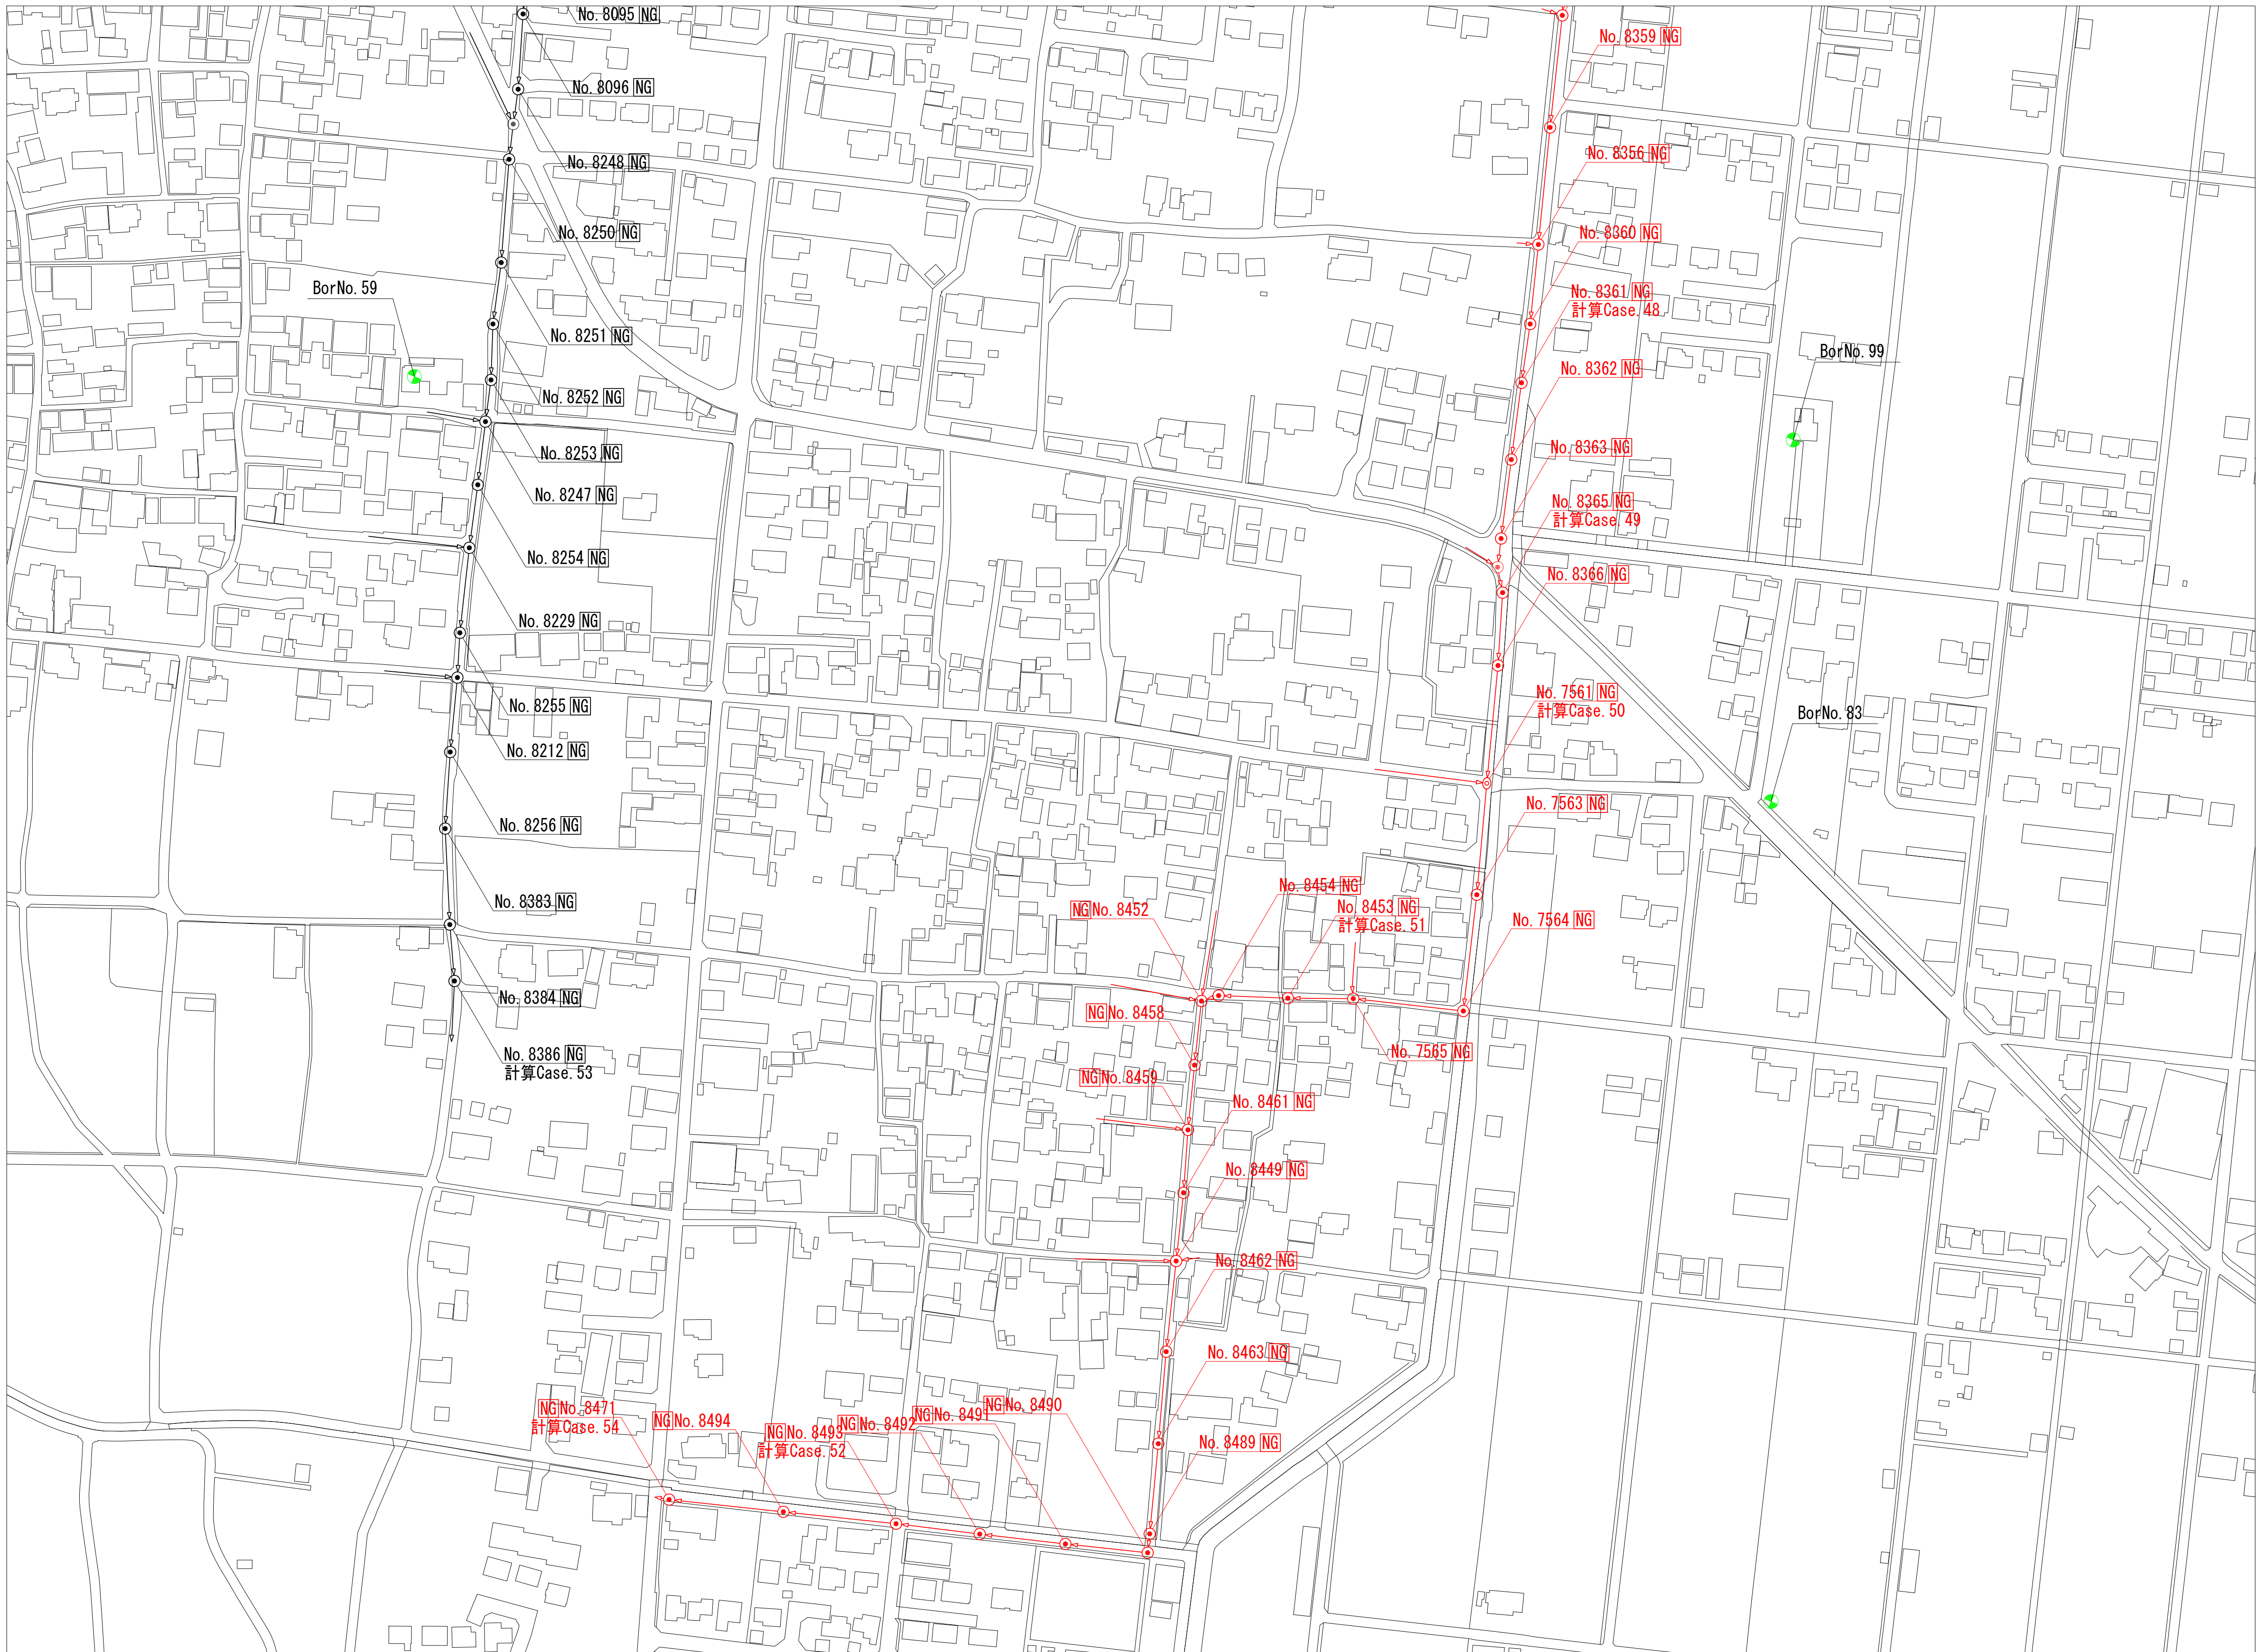 No. 8095 NG
No. 8096 NG
No. 8248 NG
No. 8250 NG
BorNo. 59
No. 8251 NG
No. 8252 NG
No. 8253 NG
No. 8247 NG
No. 8254 NG
No. 8229 NG
No. 8255 NG
No. 8212 NG
No. 8256 NG
No. 8383 NG
No. 8384 NG
No. 8386 NG
計算Case. 53
No. 8359 NG
No. 8356 NG
No. 8360 NG
No. 8361 NG
計算Case. 48
BorNo. 99
No. 8362 NG
No. 8363 NG
No. 8365 NG
計算Case. 49
No. 8366 NG
No. 7561 NG
計算Case. 50
BorNo. 83
No. 7563 NG
No. 7564 NG
No. 7565 NG
No. 8453 NG
計算Case. 51
No. 8454 NG
NG No. 8452
NG No. 8458
NG No. 8459
No. 8461 NG
No. 8449 NG
No. 8462 NG
No. 8463 NG
No. 8489 NG
NG No. 8490
NG No. 8491
NG No. 8492
NG No. 8493
計算Case. 52
NG No. 8494
NG No. 8471
計算Case. 54